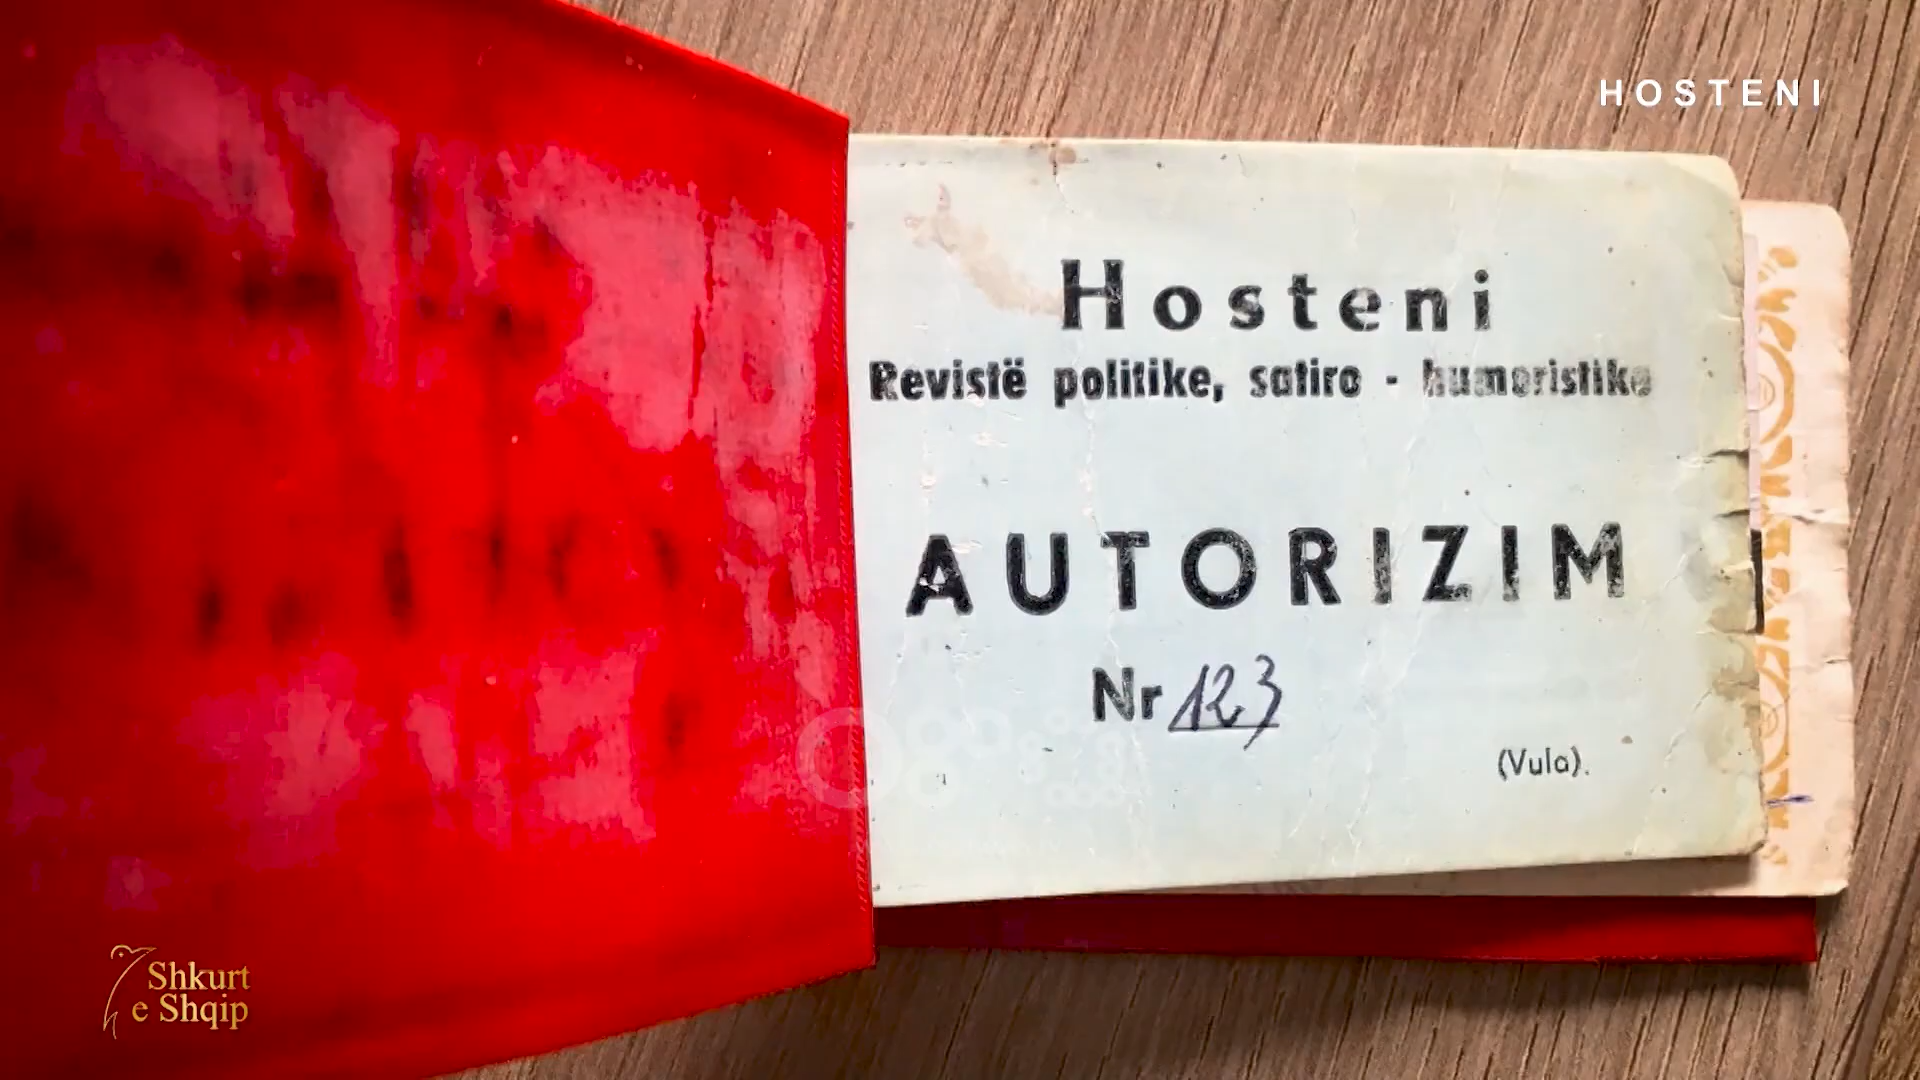 HOSTENI
Hosteni
Revistë politike, satiro - humoristike
AUTORIZIM
Nr 123
(Vula).
Shkurt
e Shqip